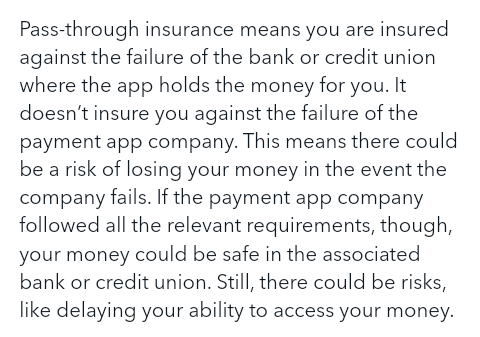 Pass-through insurance means you are insured
against the failure of the bank or credit union
where the app holds the money for you. It
doesn’t insure you against the failure of the
payment app company. This means there could
be a risk of losing your money in the event the
company fails. If the payment app company
followed all the relevant requirements, though,
your money could be safe in the associated
bank or credit union. Still, there could be risks,
like delaying your ability to access your money.